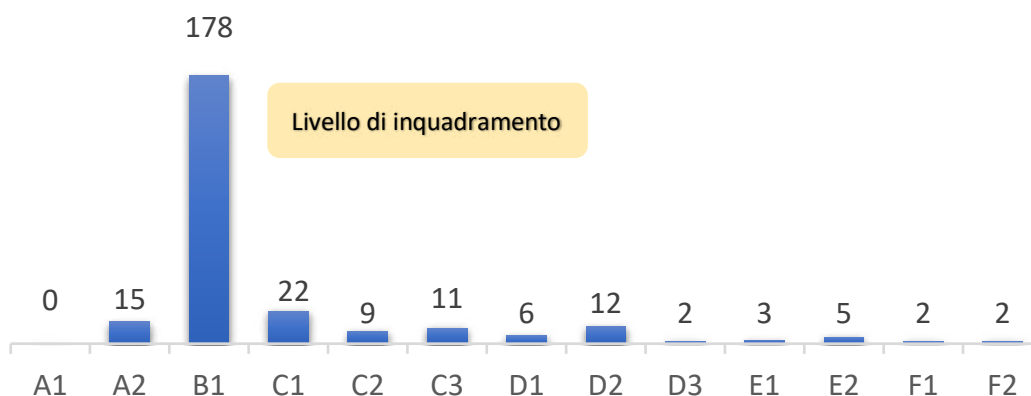 178
Livello di inquadramento
0 15 22 9 11 6 12 2 3 5 2 2
A1 A2 B1 C1 C2 C3 D1 D2 D3 E1 E2 F1 F2